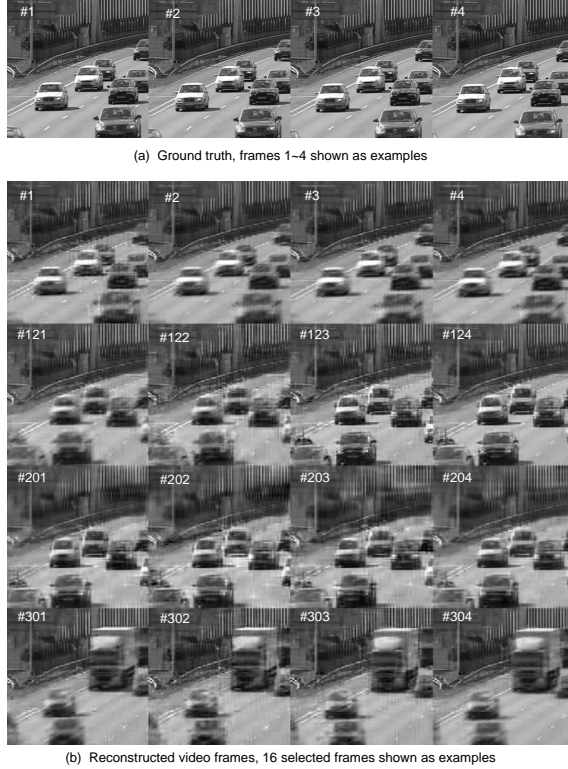 #1 #2 #3 #4
(a) Ground truth, frames 1~4 shown as examples
#1 #2 #3 #4
#121 #122 #123 #124
#201 #202 #203 #204
#301 #302 #303 #304
(b) Reconstructed video frames, 16 selected frames shown as examples